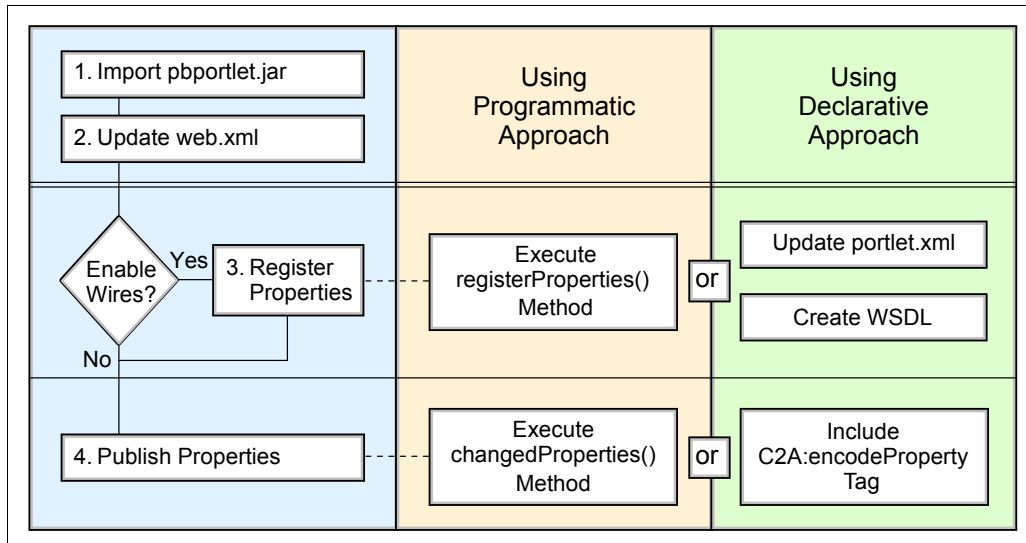 1. Import pbportlet.jar
2. Update web.xml
Using
Programmatic
Approach
Using
Declarative
Approach
Enable
Wires?
Yes
No
3. Register
Properties
Execute
registerProperties()
Method
or
Update portlet.xml
Create WSDL
4. Publish Properties
Execute
changedProperties()
Method
or
Include
C2A:encodeProperty
Tag